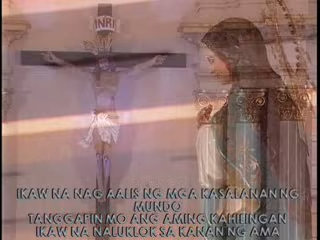 INRI
IKAW NA NAG AALIS NG MGA KASALANAN NG
MUNDO
TANGGAPIN MO ANG AMING KAHILINGAN
IKAW NA NALUKLOK SA KANAN NG AMA